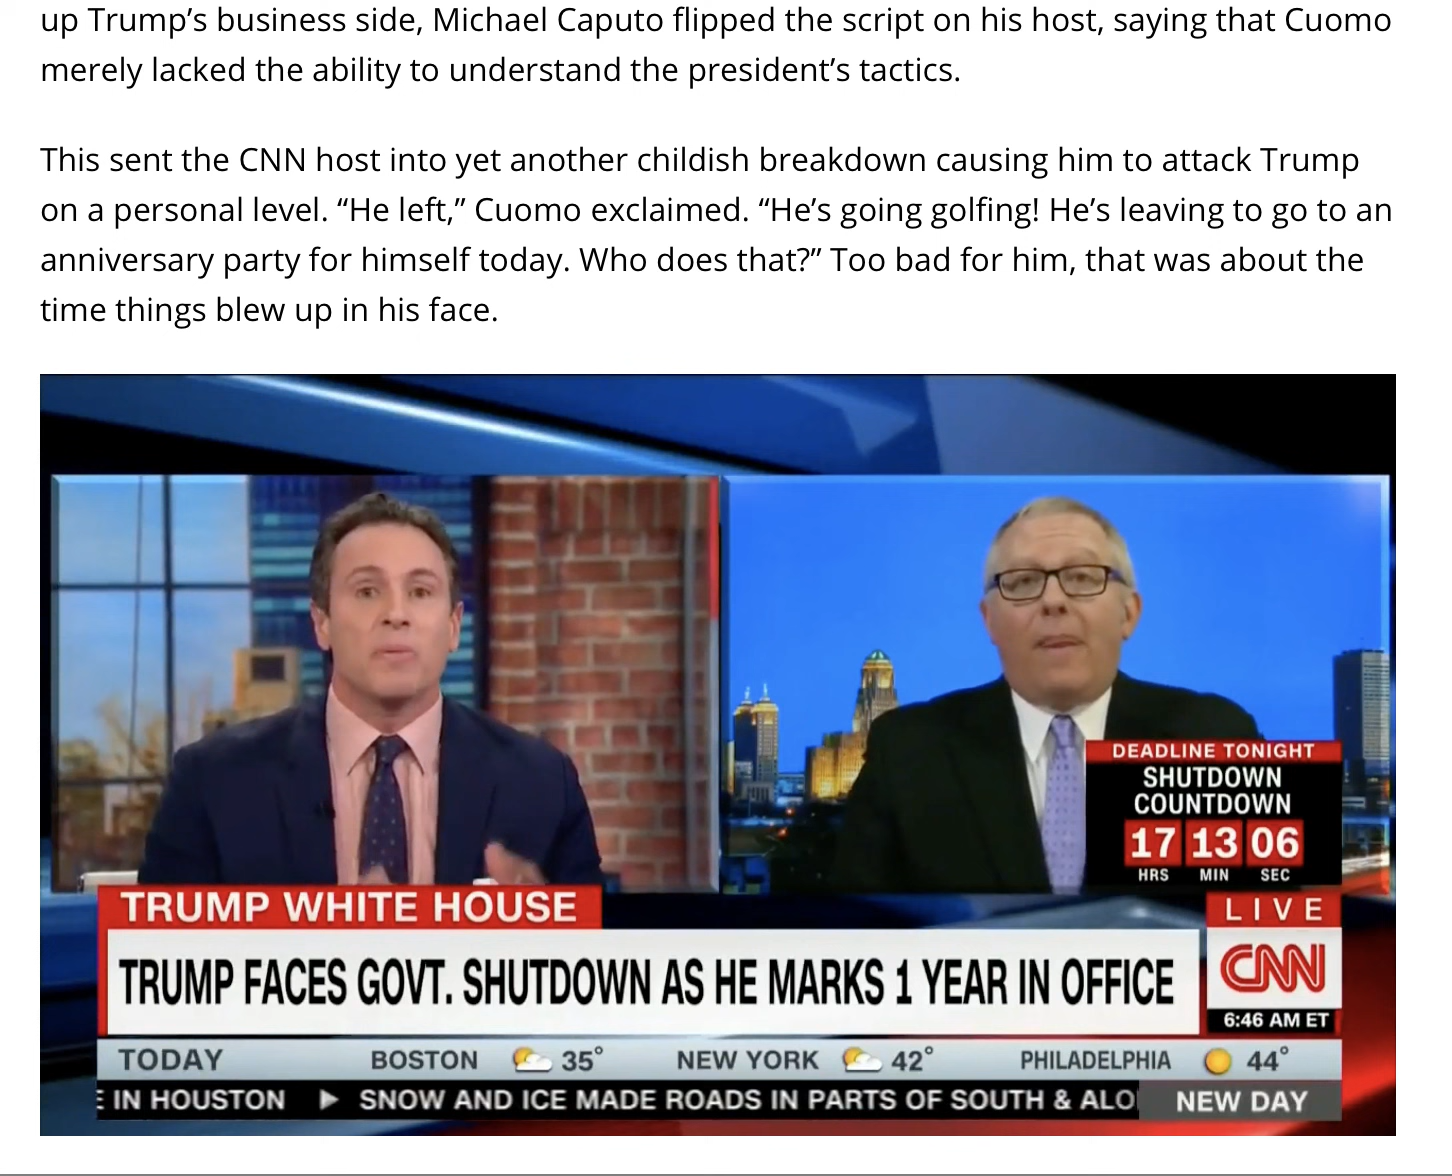 up Trump’s business side, Michael Caputo flipped the script on his host, saying that Cuomo
merely lacked the ability to understand the president’s tactics.
This sent the CNN host into yet another childish breakdown causing him to attack Trump
on a personal level. “He left,” Cuomo exclaimed. “He’s going golfing! He’s leaving to go to an
anniversary party for himself today. Who does that?” Too bad for him, that was about the
time things blew up in his face.
DEADLINE TONIGHT
SHUTDOWN
COUNTDOWN
17 13 06
HRS MIN SEC
TRUMP WHITE HOUSE
LIVE
TRUMP FACES GOVT. SHUTDOWN AS HE MARKS 1 YEAR IN OFFICE
CNN
6:46 AM ET
TODAY BOSTON 35° NEW YORK 42° PHILADELPHIA 44°
IN HOUSTON ▶ SNOW AND ICE MADE ROADS IN PARTS OF SOUTH & ALO
NEW DAY